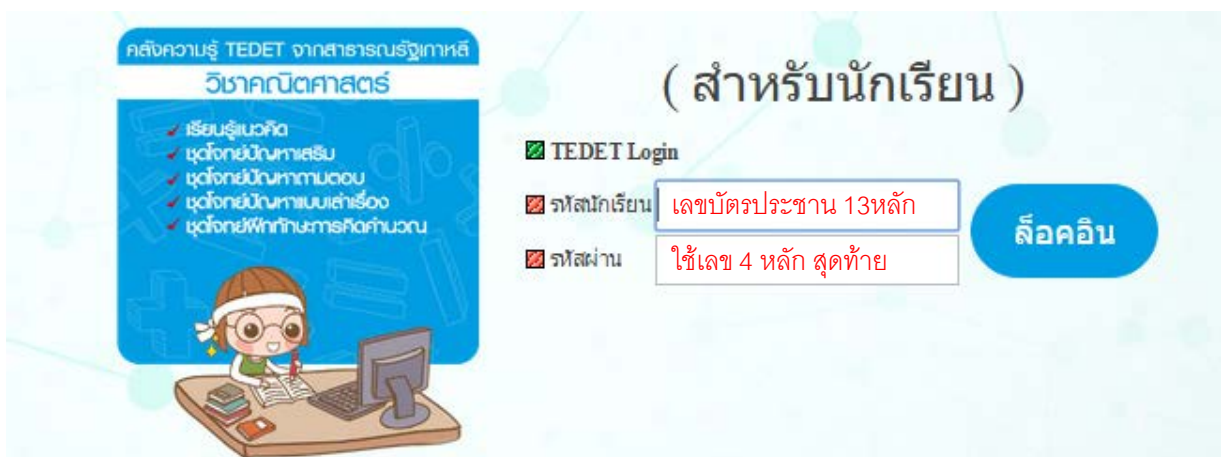 คลังความรู้ TEDET จากสาธารณรัฐเกาหลี
วิชาคณิตศาสตร์
เรียนรู้แนวคิด
ชุดโจทย์ปัญหาเสริม
ชุดโจทย์ปัญหาถามตอบ
ชุดโจทย์ปัญหาแบบเล่าเรื่อง
ชุดโจทย์ฝึกทักษะการคิดคำนวณ
( สำหรับนักเรียน )
TEDET Login
รหัสนักเรียน เลขบัตรประชาน 13หลัก
รหัสผ่าน ใช้เลข 4 หลัก สุดท้าย
ล็อคอิน